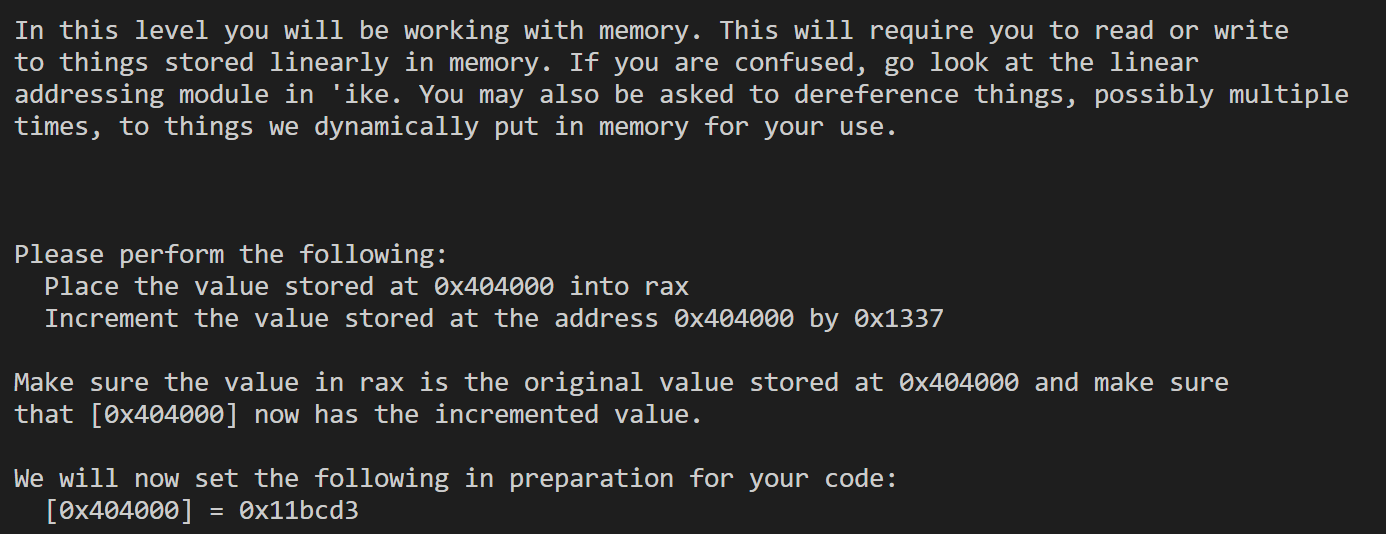 In this level you will be working with memory. This will require you to read or write
to things stored linearly in memory. If you are confused, go look at the linear
addressing module in 'ike. You may also be asked to dereference things, possibly multiple
times, to things we dynamically put in memory for your use.
Please perform the following:
Place the value stored at 0x404000 into rax
Increment the value stored at the address 0x404000 by 0x1337
Make sure the value in rax is the original value stored at 0x404000 and make sure
that [0x404000] now has the incremented value.
We will now set the following in preparation for your code:
[0x404000] = 0x11bcd3